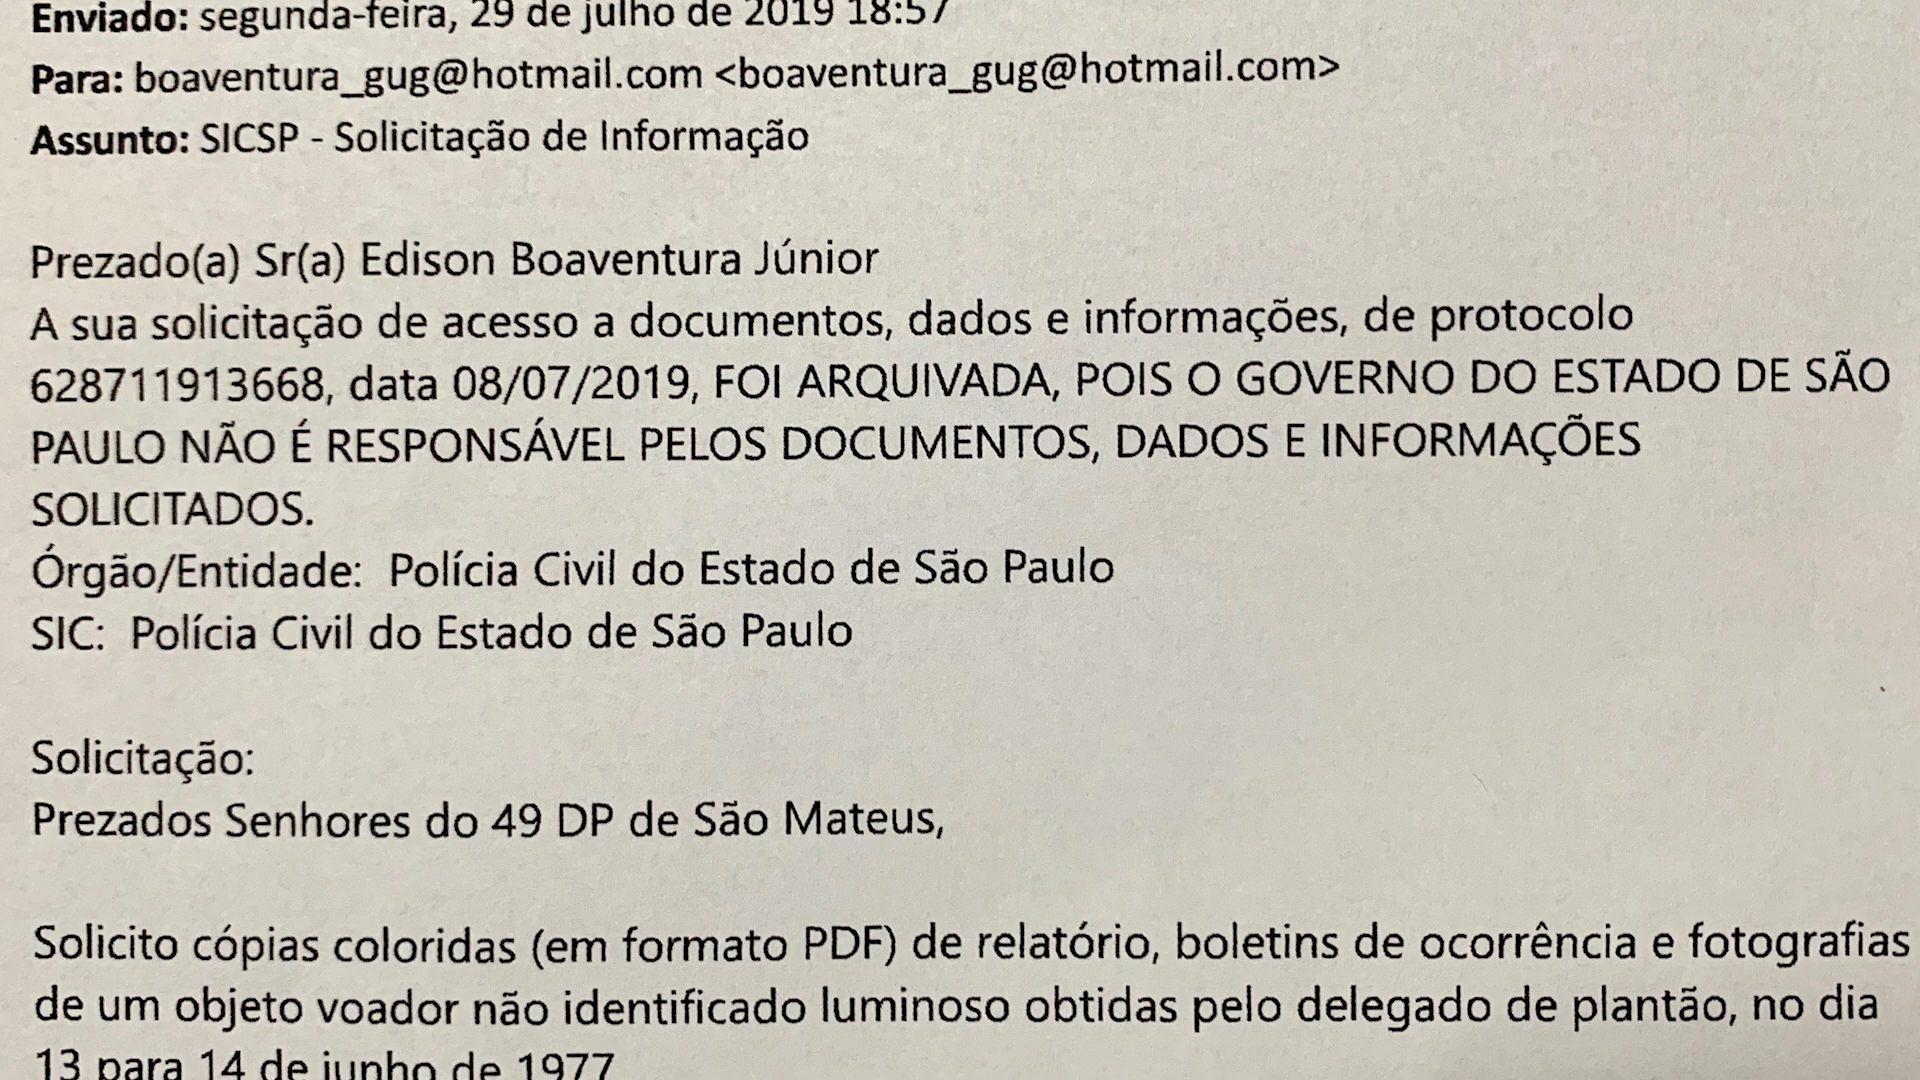 Enviado: segunda-feira, 29 de julho de 2019 18:57
Para: boaventura_gug@hotmail.com <boaventura_gug@hotmail.com>
Assunto: SICSP - Solicitação de Informação
Prezado(a) Sr(a) Edison Boaventura Júnior
A sua solicitação de acesso a documentos, dados e informações, de protocolo
628711913668, data 08/07/2019, FOI ARQUIVADA, POIS O GOVERNO DO ESTADO DE SÃO
PAULO NÃO É RESPONSÁVEL PELOS DOCUMENTOS, DADOS E INFORMAÇÕES
SOLICITADOS.
Órgão/Entidade: Polícia Civil do Estado de São Paulo
SIC: Polícia Civil do Estado de São Paulo
Solicitação:
Prezados Senhores do 49 DP de São Mateus,
Solicito cópias coloridas (em formato PDF) de relatório, boletins de ocorrência e fotografias
de um objeto voador não identificado luminoso obtidas pelo delegado de plantão, no dia
13 para 14 de junho de 1977